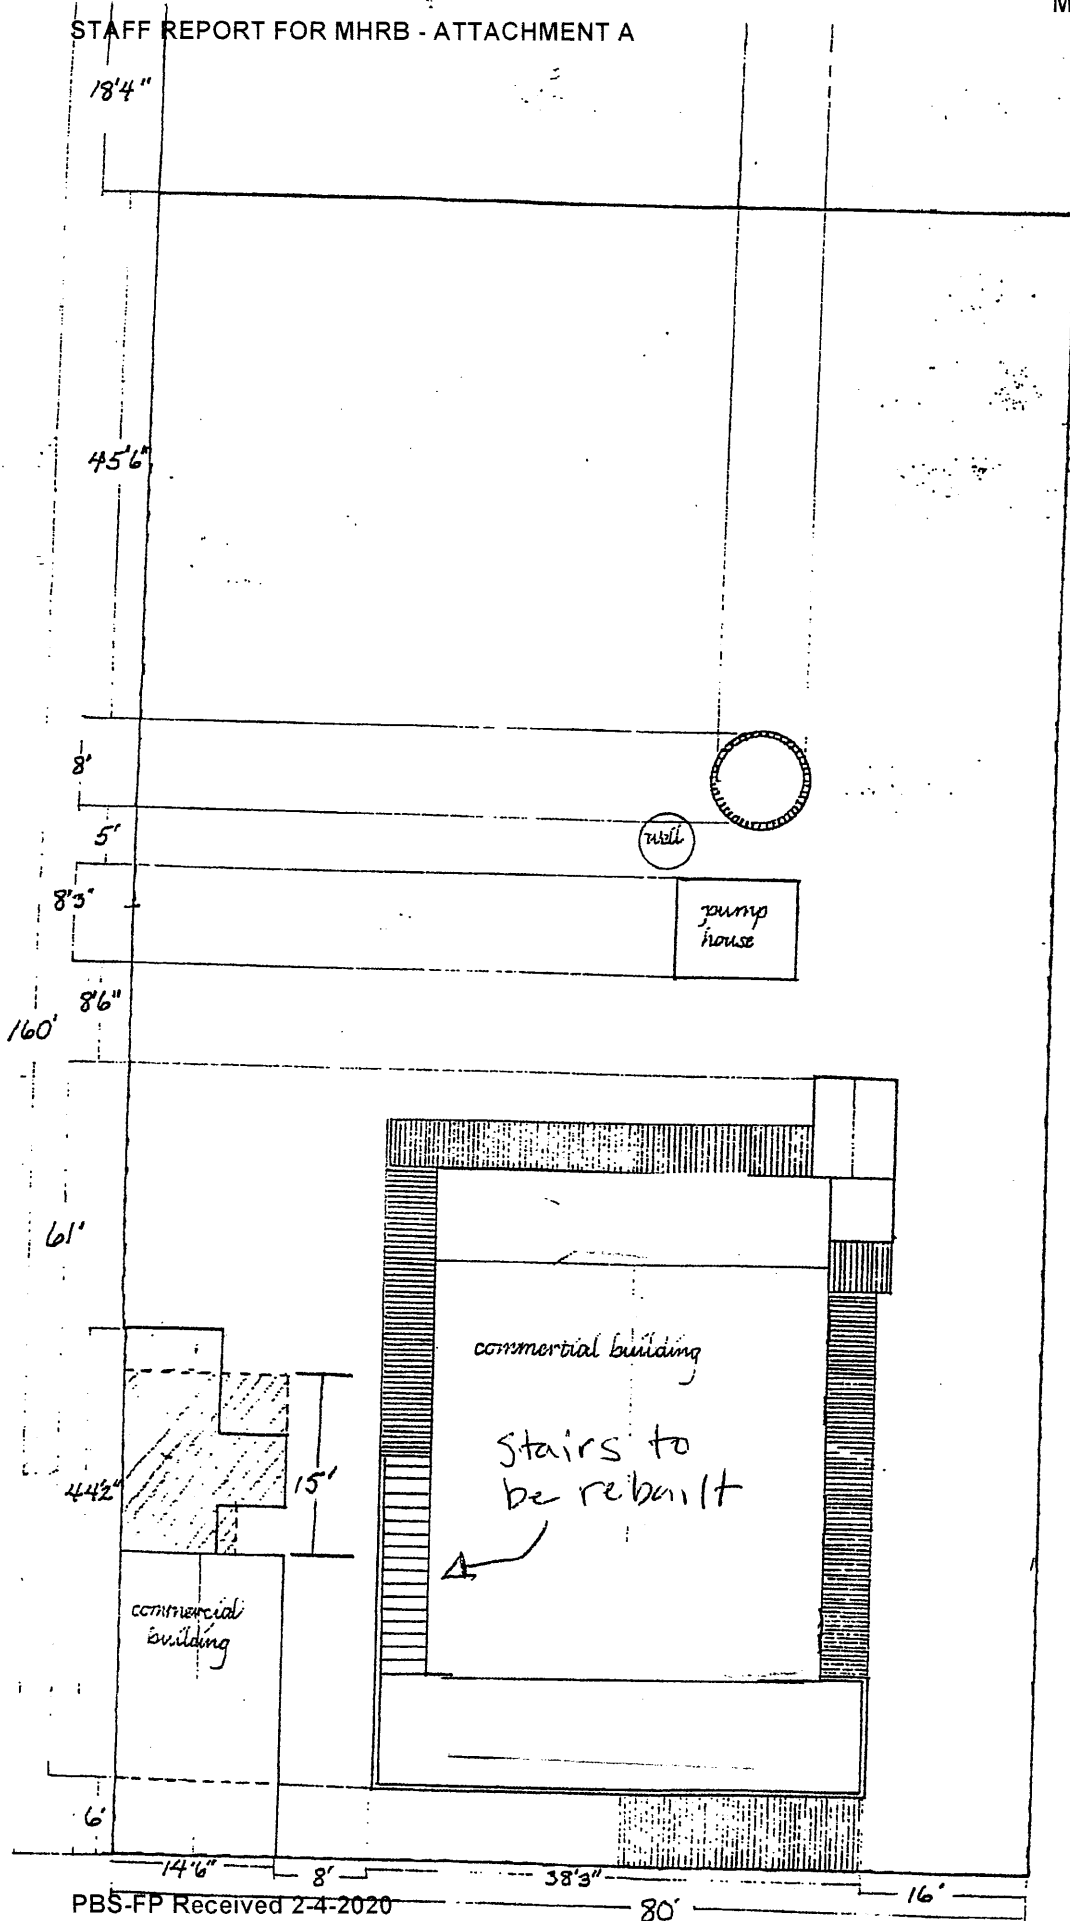 M
STAFF REPORT FOR MHRB - ATTACHMENT A
18'4"
45'6"
8'
5'
well
8'3"
pump
house
8'6"
160'
61'
commertial building
stairs to
be rebuilt
44'2"
15'
commercial
building
6'
14'6"
8'
38'3"
16'
80'
PBS-FP Received 2-4-2020